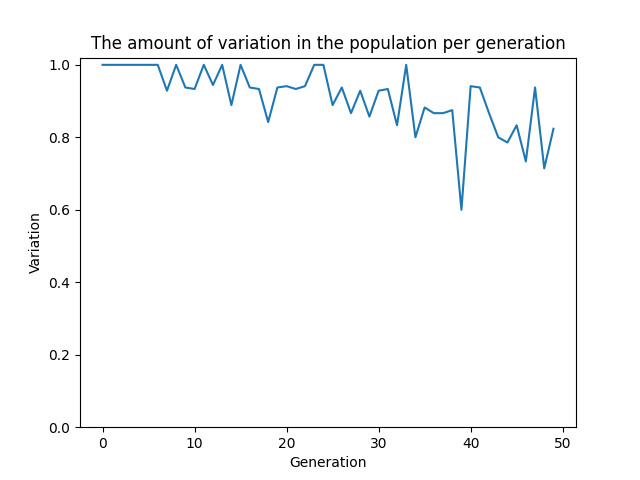 The amount of variation in the population per generation
1.0
0.8
0.6
0.4
0.2
0.0
Variation
0 10 20 30 40 50
Generation